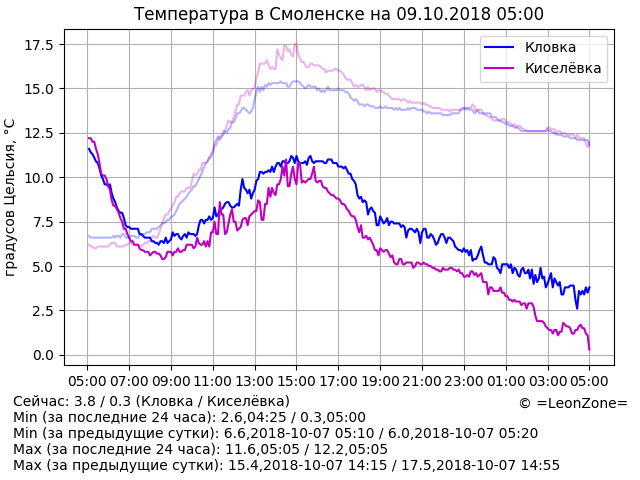 Температура в Смоленске на 09.10.2018 05:00
градусов Цельсия, °C
17.5
15.0
12.5
10.0
7.5
5.0
2.5
0.0
Кловка
Киселёвка
05:00 07:00 09:00 11:00 13:00 15:00 17:00 19:00 21:00 23:00 01:00 03:00 05:00
Сейчас: 3.8 / 0.3 (Кловка / Киселёвка)
© =LeonZone=
Min (за последние 24 часа): 2.6,04:25 / 0.3,05:00
Min (за предыдущие сутки): 6.6,2018-10-07 05:10 / 6.0,2018-10-07 05:20
Max (за последние 24 часа): 11.6,05:05 / 12.2,05:05
Max (за предыдущие сутки): 15.4,2018-10-07 14:15 / 17.5,2018-10-07 14:55